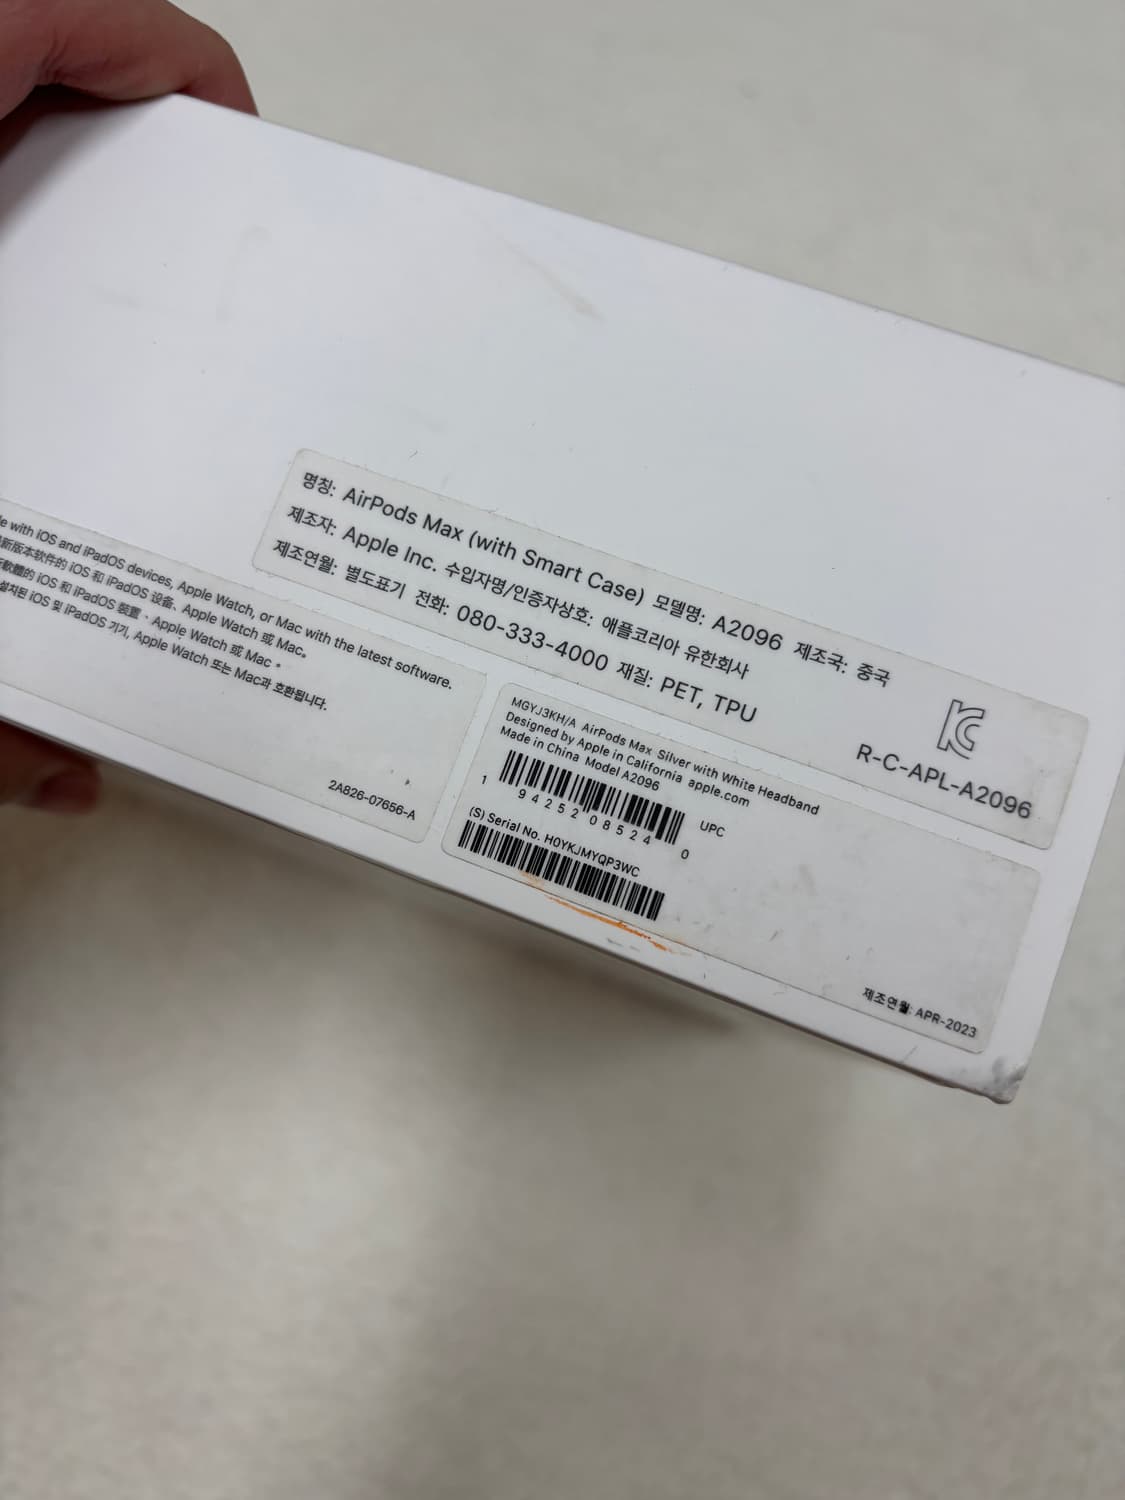 명칭: AirPods Max (with Smart Case) 모델명: A2096 제조국: 중국
제조자: Apple Inc. 수입자명/인증자상호: 애플코리아 유한회사
제조연월: 별도표기 전화: 080-333-4000 재질: PET, TPU
R-C-APL-A2096
with iOS and iPadOS devices, Apple Watch, or Mac with the latest software.
新版本软件的 iOS 和 iPadOS 设备、Apple Watch 或 Mac。
軟體的 iOS 和 iPadOS 裝置、Apple Watch 或 Mac。
설치된 iOS 및 iPadOS 기기, Apple Watch 또는 Mac과 호환됩니다.
2A826-07656-A
MGYJ3KH/A AirPods Max Silver with White Headband
Designed by Apple in California apple.com
Made in China Model A2096
1 94252 08524 0
UPC
(S) Serial No. H0YKJMYQP3WC
제조연월: APR-2023